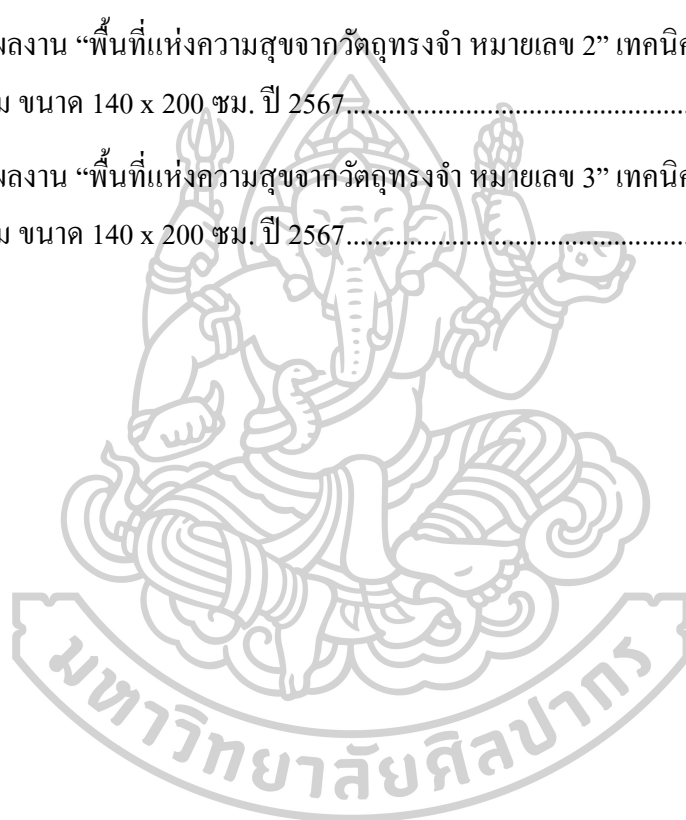 ผลงาน “พื้นที่แห่งความสุขจากวัตถุทรงจำ หมายเลข 2” เทคนิค
ม ขนาด 140 x 200 ซม. ปี 2567......................................................
ผลงาน “พื้นที่แห่งความสุขจากวัตถุทรงจำ หมายเลข 3” เทคนิค
ม ขนาด 140 x 200 ซม. ปี 2567......................................................
มหาวิทยาลัยศิลปากร